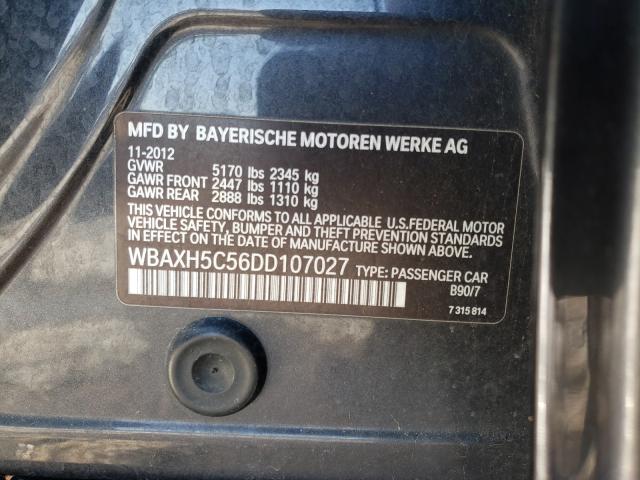 MFD BY BAYERISCHE MOTOREN WERKE AG
11-2012
GVWR 5170 lbs 2345 kg
GAWR FRONT 2447 lbs 1110 kg
GAWR REAR 2888 lbs 1310 kg
THIS VEHICLE CONFORMS TO ALL APPLICABLE U.S.FEDERAL MOTOR
VEHICLE SAFETY, BUMPER, AND THEFT PREVENTION STANDARDS
IN EFFECT ON THE DATE OF MANUFACTURE SHOWN ABOVE.
WBAXH5C56DD107027 TYPE: PASSENGER CAR
B90/7
7 315 814